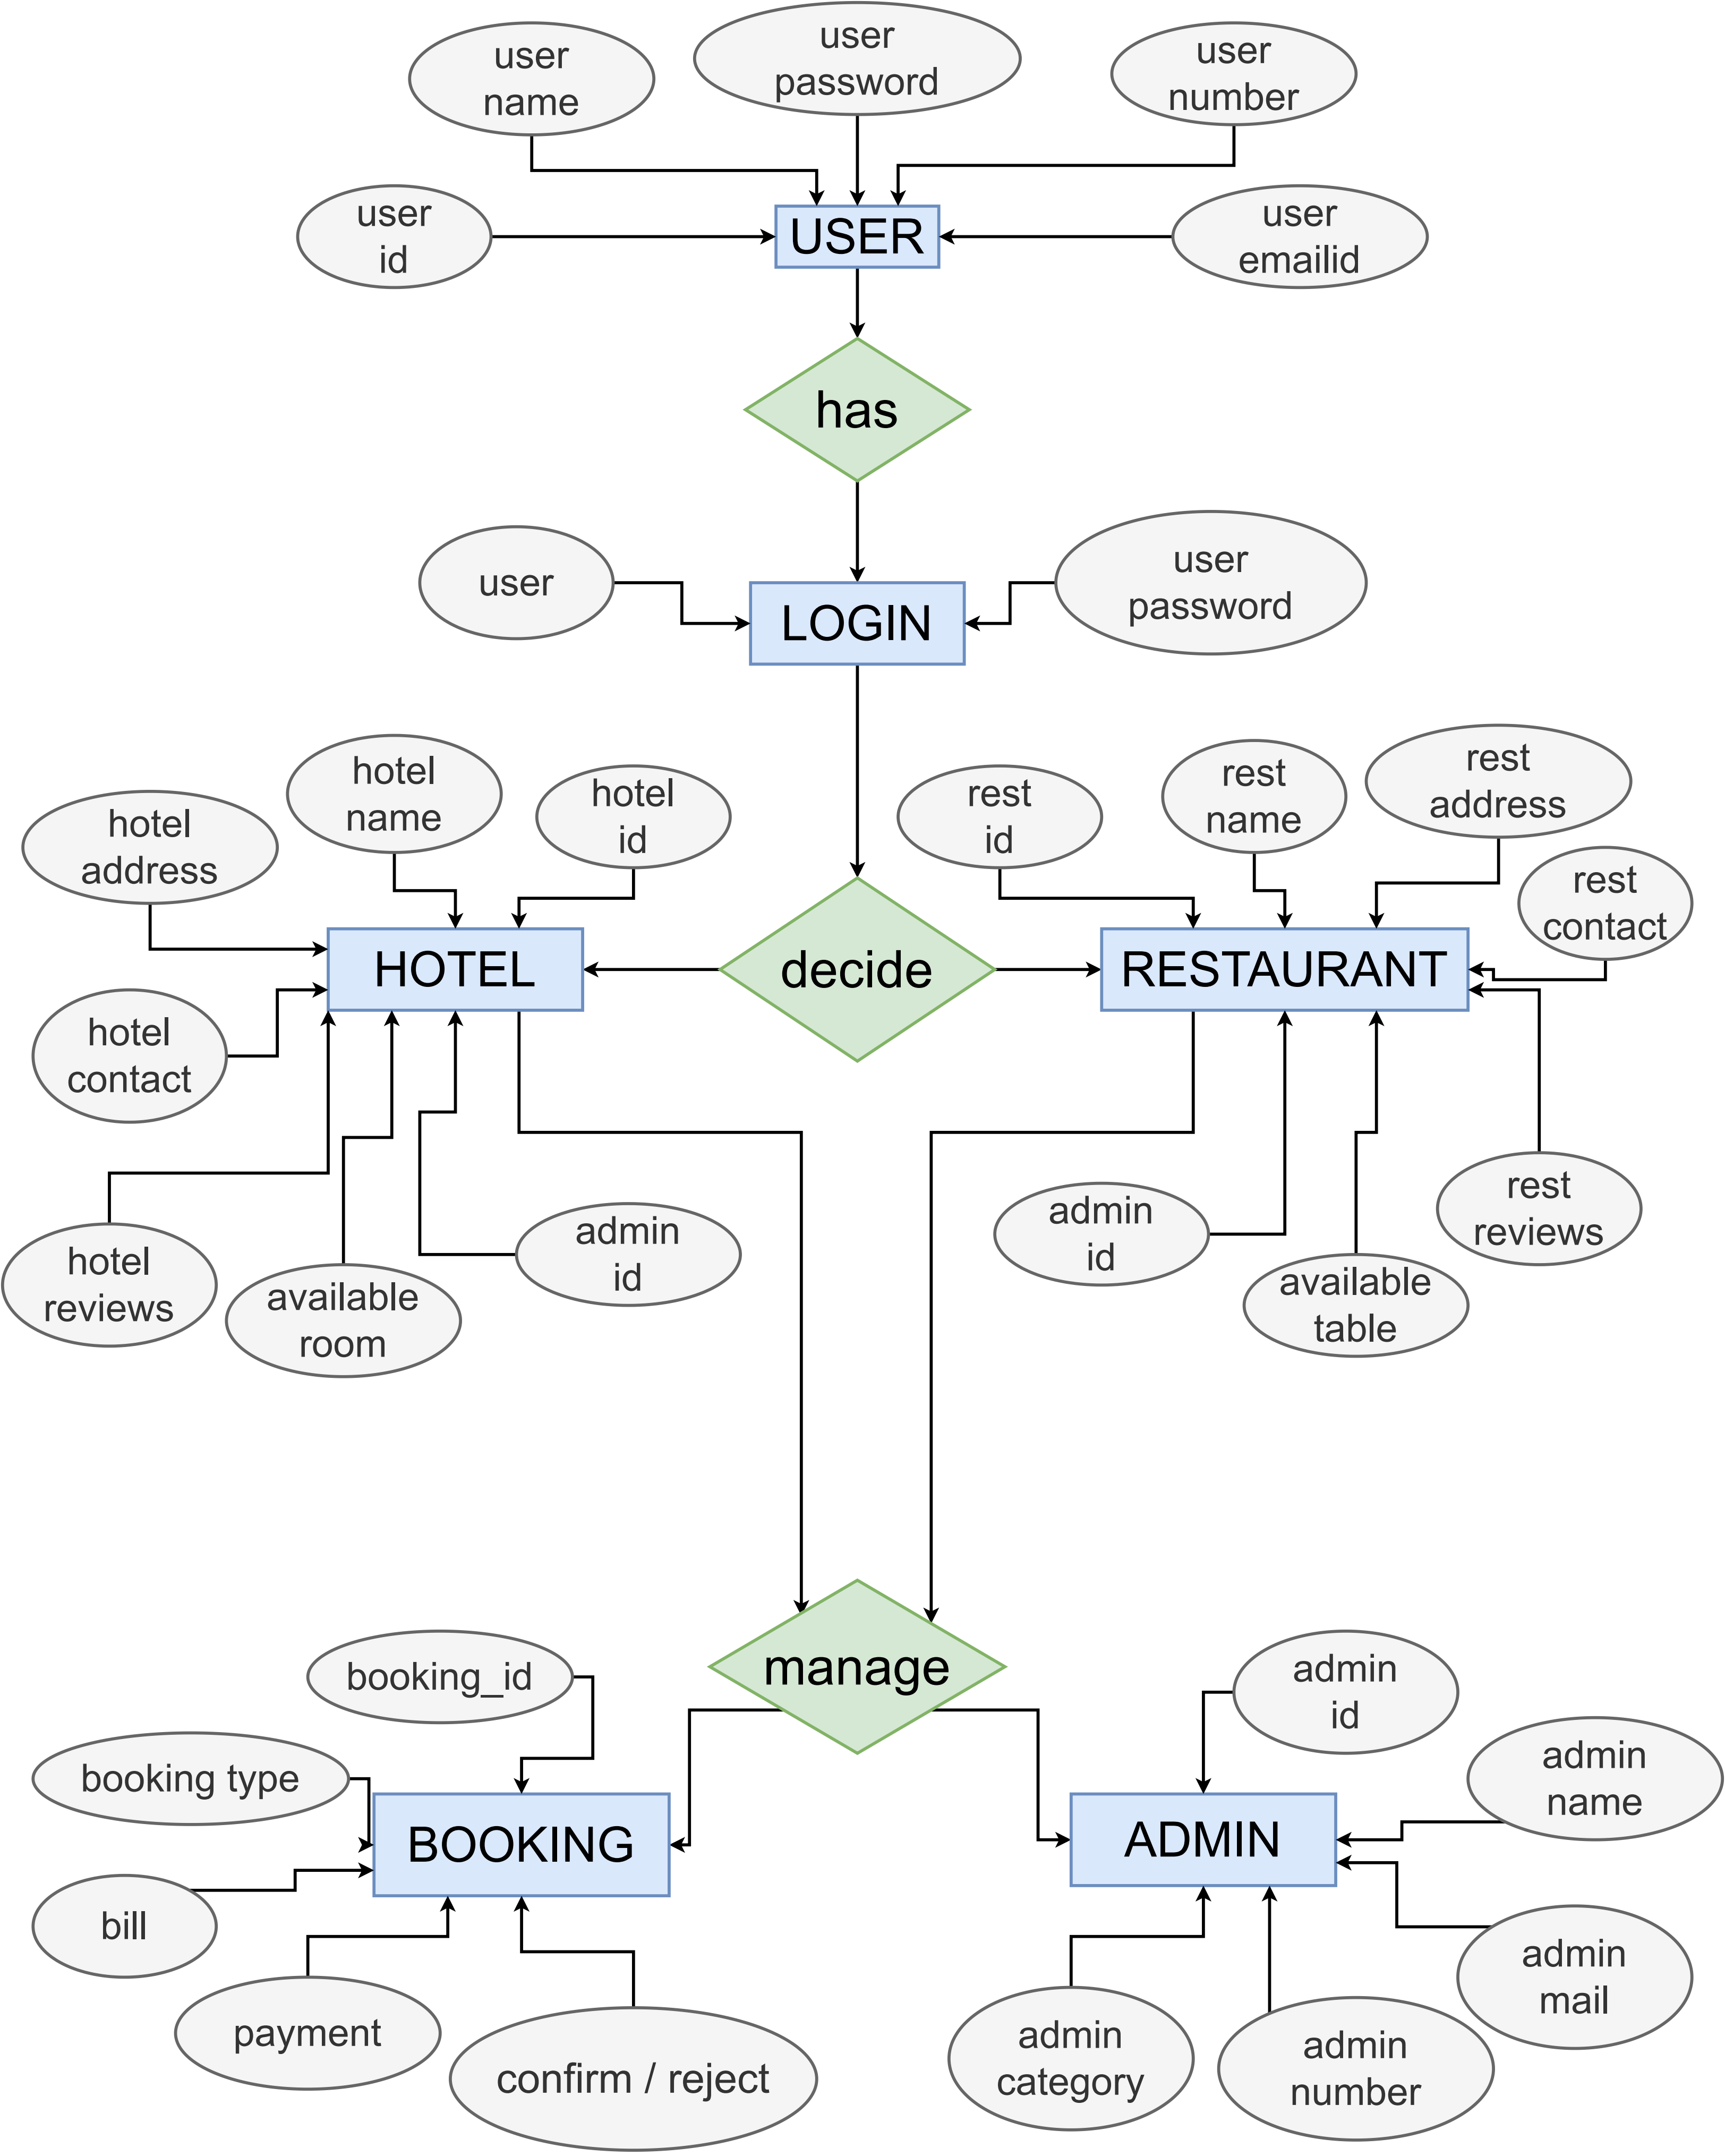 user
name
user
password
user
number
user
id
USER
user
emailid
has
user
LOGIN
user
password
hotel
address
hotel
name
hotel
id
rest
id
rest
name
rest
address
rest
contact
HOTEL
decide
RESTAURANT
hotel
contact
hotel
reviews
available
room
admin
id
admin
id
available
table
rest
reviews
manage
booking_id
booking type
BOOKING
bill
payment
confirm / reject
admin
id
admin
name
ADMIN
admin
mail
admin
category
admin
number